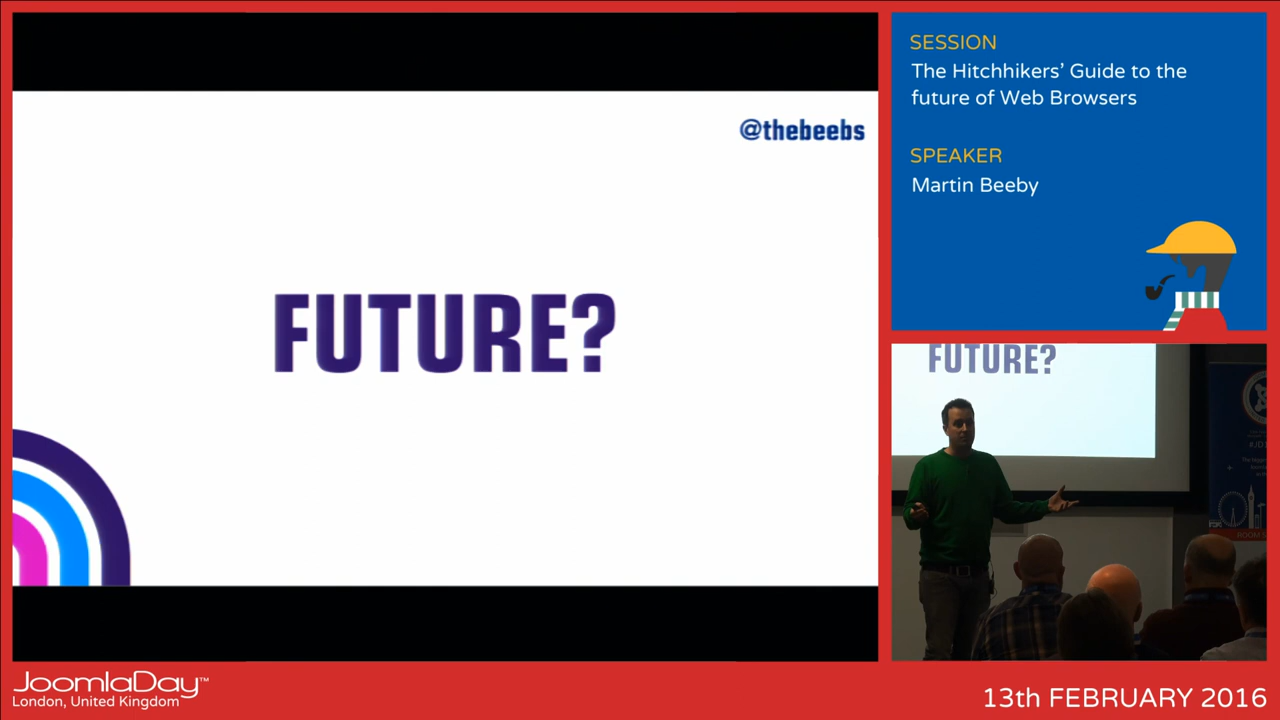 @thebeebs
FUTURE?
SESSION
The Hitchhikers’ Guide to the
future of Web Browsers
SPEAKER
Martin Beeby
FUTURE?
JoomlaDay™
London, United Kingdom
13th FEBRUARY 2016